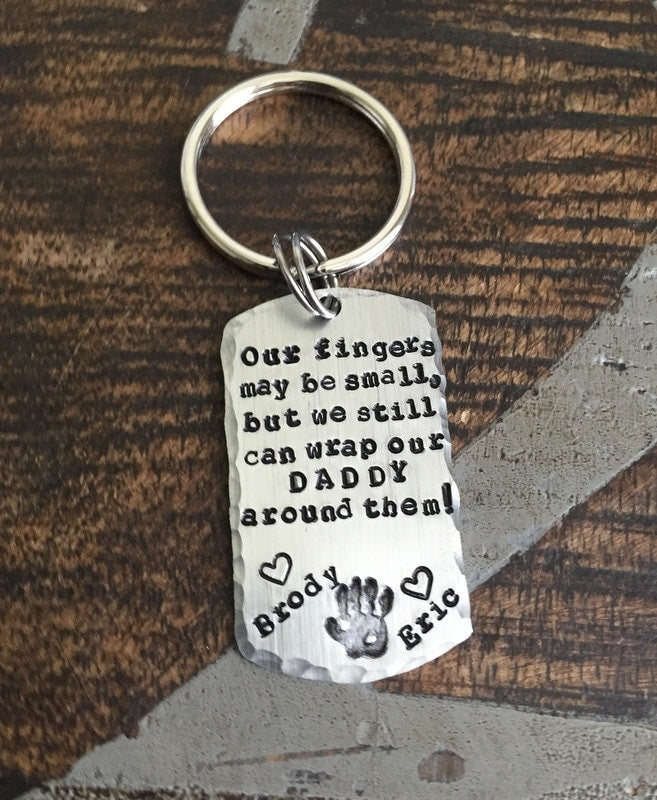 Our fingers
may be small,
but we still
can wrap our
DADDY
around them!
Brody
Eric